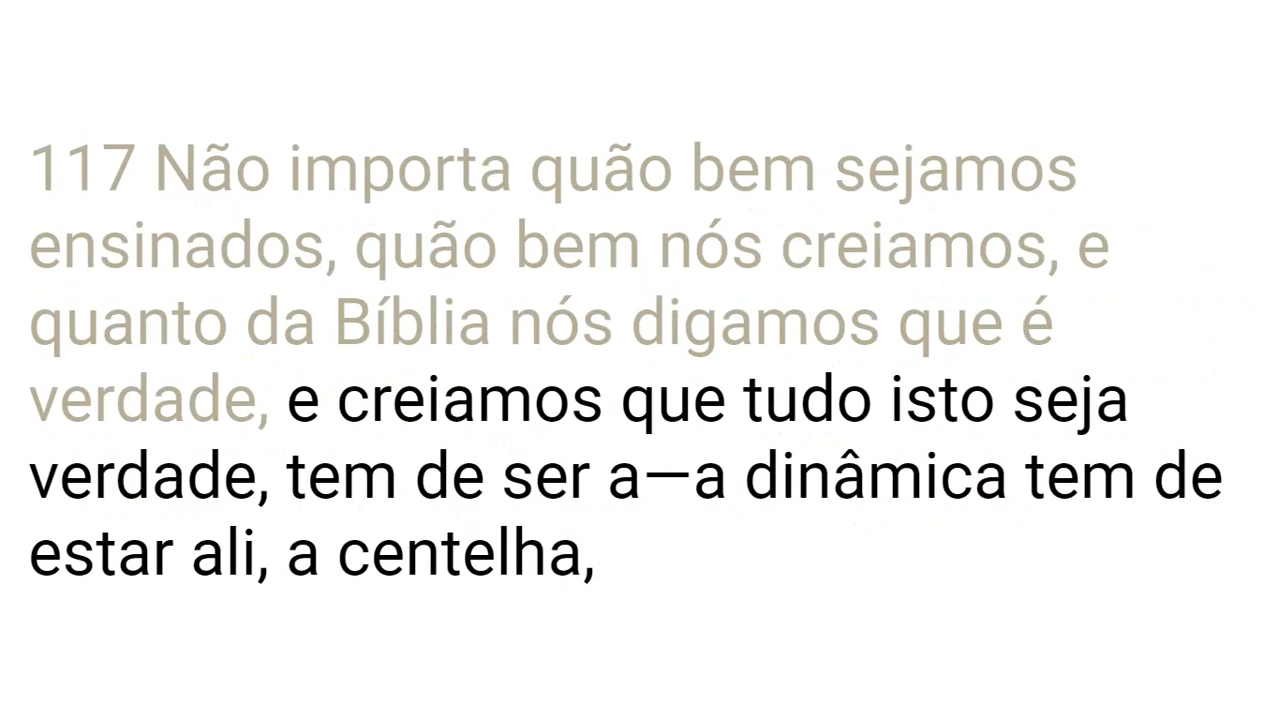 117 Não importa quão bem sejamos
ensinados, quão bem nós creiamos, e
quanto da Bíblia nós digamos que é
verdade, e creiamos que tudo isto seja
verdade, tem de ser a—a dinâmica tem de
estar ali, a centelha,